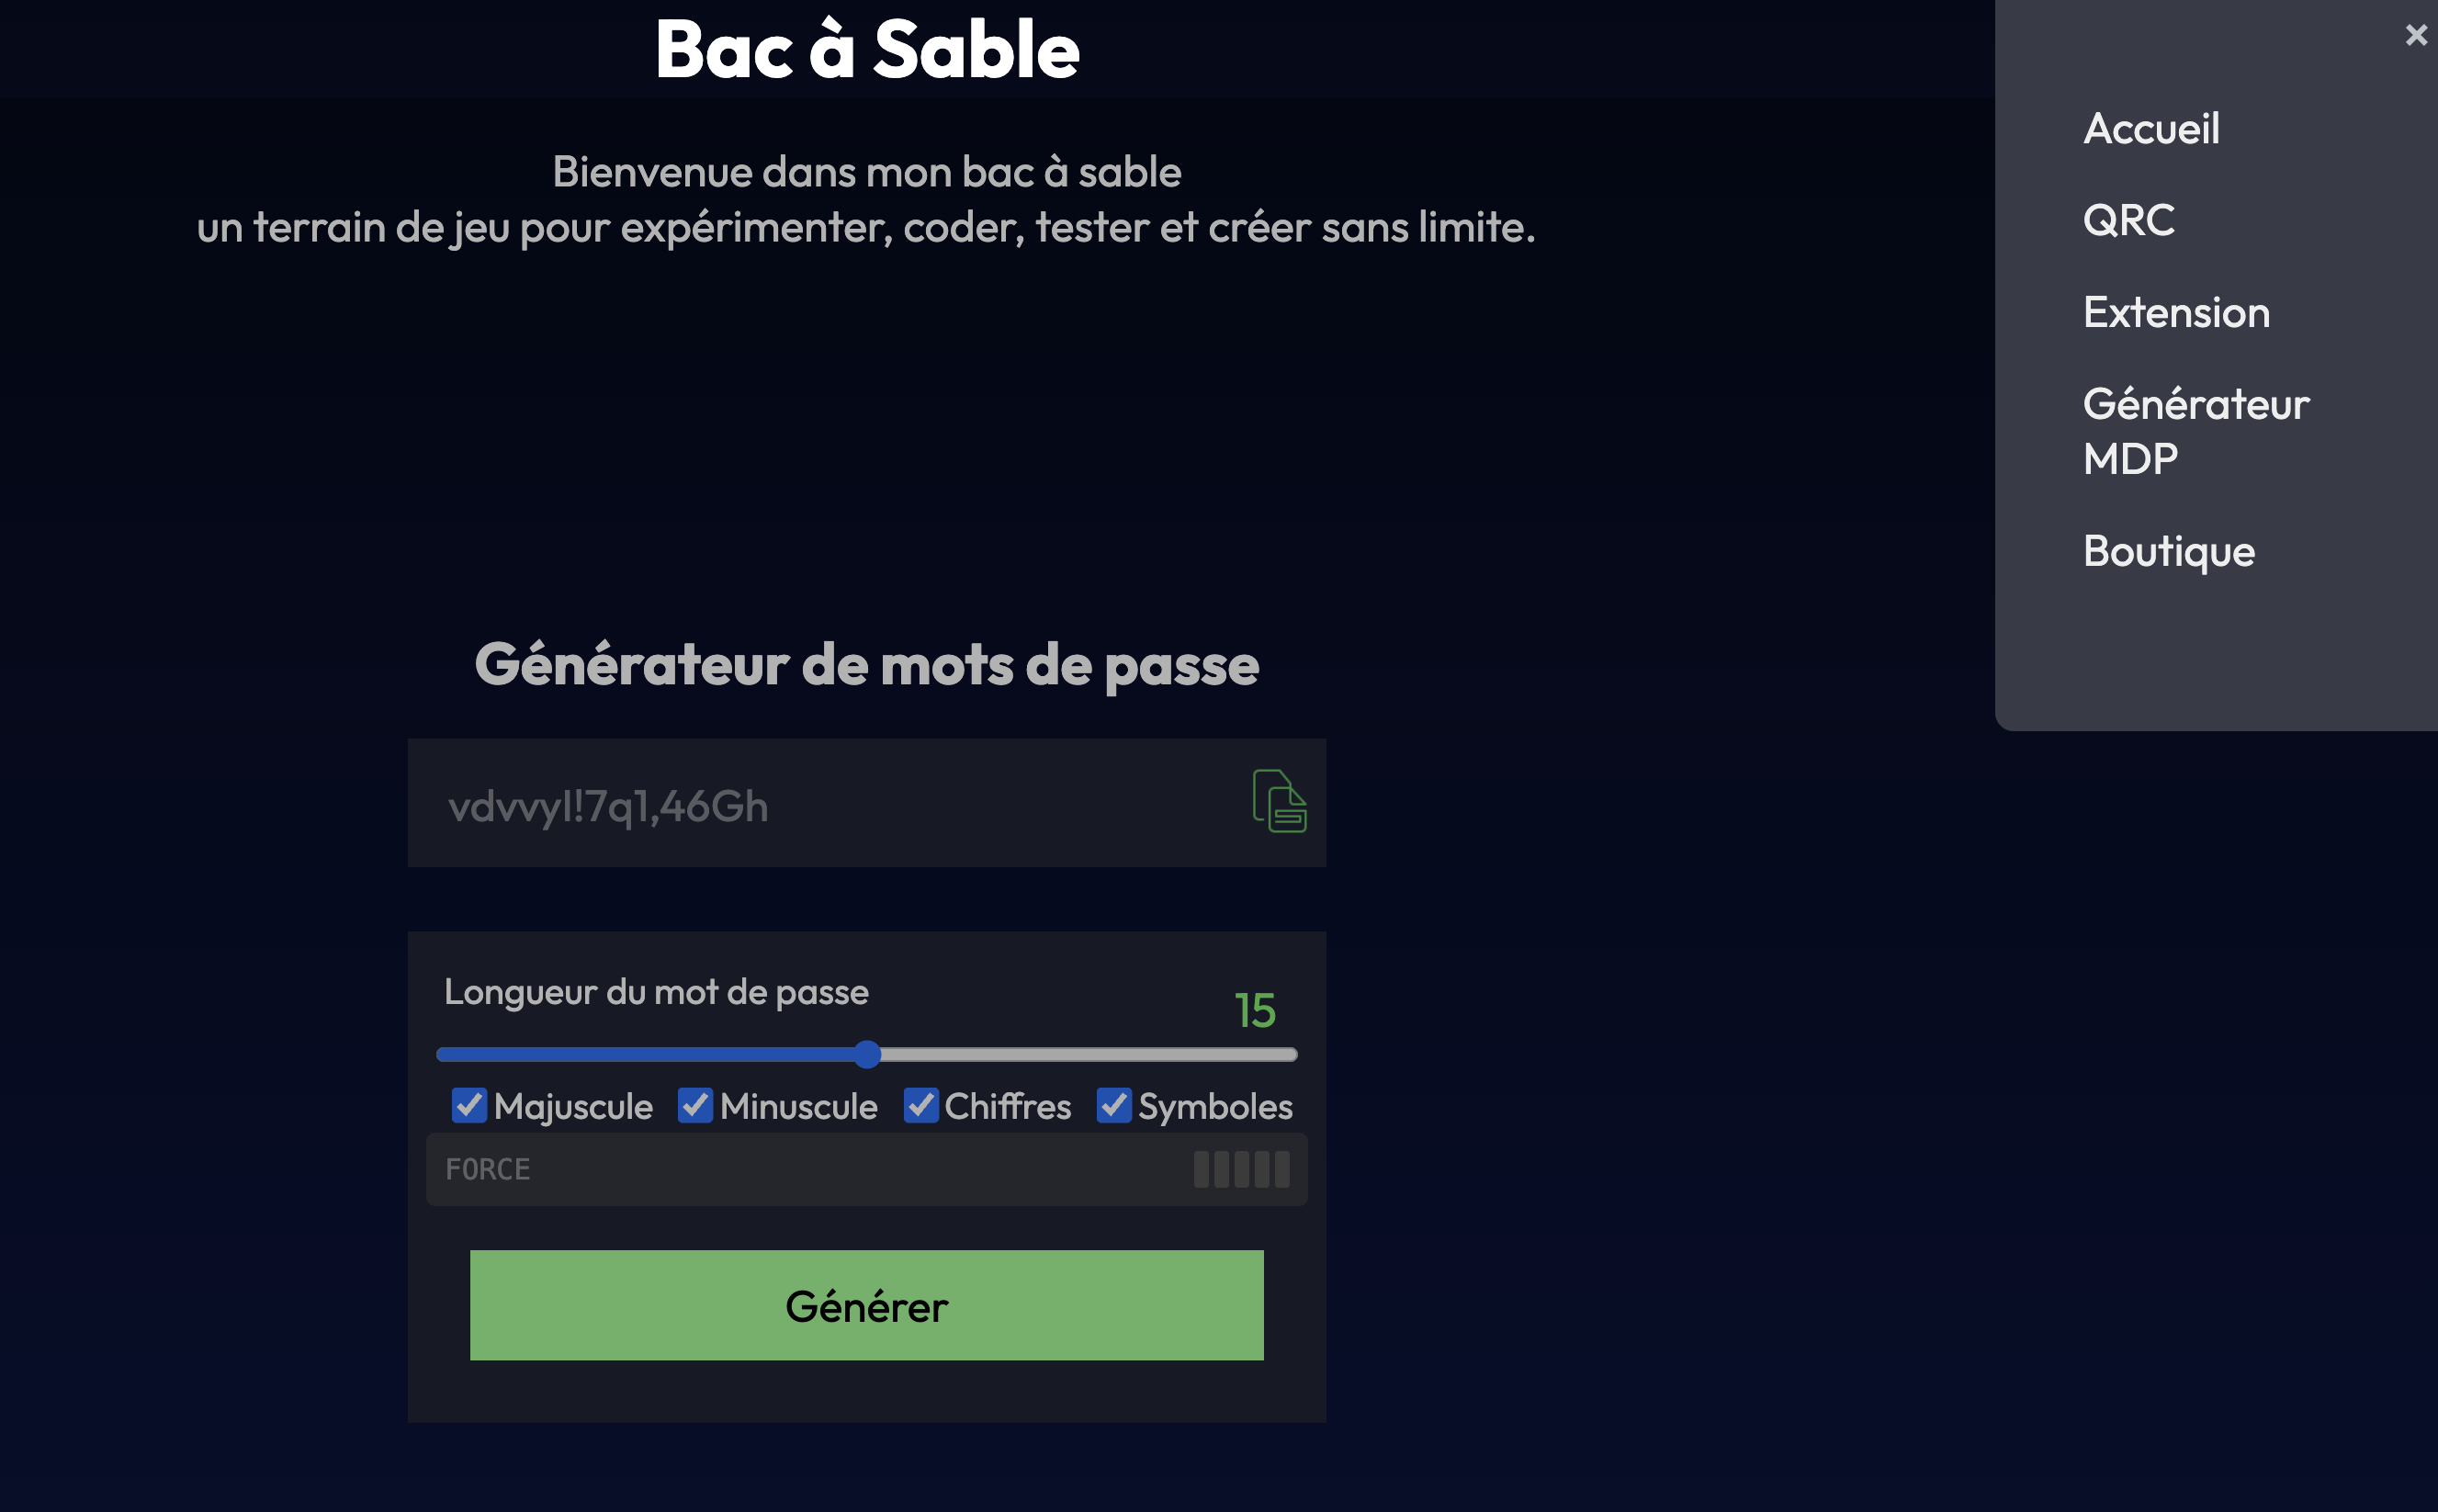 Bac à Sable
Bienvenue dans mon bac à sable
un terrain de jeu pour expérimenter, coder, tester et créer sans limite.
×
Accueil
QRC
Extension
Générateur
MDP
Boutique
Générateur de mots de passe
vdvvyl!7q1,46Gh
Longueur du mot de passe
15
Majuscule Minuscule Chiffres Symboles
FORCE
Générer